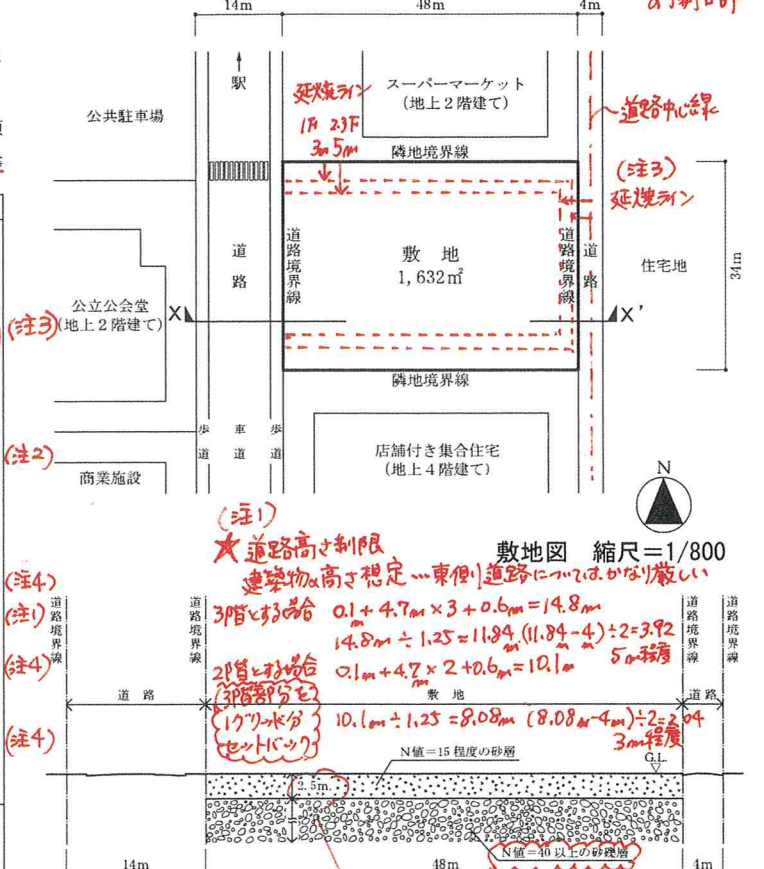 14m
48m
4m
公共駐車場
駅
延焼ライン
1F 2.3F
3m 5m
スーパーマーケット
(地上2階建て)
道路中心線
隣地境界線
(注3)
延焼ライン
道路
道路境界線
敷地
1,632㎡
道路境界線
道路
住宅地
34m
公立公会堂
(地上2階建て)
(注3)
X
X'
隣地境界線
歩道
車道
歩道
店舗付き集合住宅
(地上4階建て)
(注2)
商業施設
N
(注1)
★道路高さ制限
敷地図 縮尺=1/800
建築物の高さ想定…東側道路についてはかなり厳しい
(注4)
(注1)
3階とする場合 0.1m+4.7m×3+0.6m=14.8m
14.8m÷1.25=11.84m (11.84-4m)÷2=3.92
5m程度
(注4)
2階とする場合 0.1m+4.7m×2+0.6m=10.1m
道路境界線
道路境界線
道路境界線
道路境界線
道路
敷地
道路
3階部分を
1グリッド分
セットバック
10.1m÷1.25=8.08m (8.08m-4m)÷2=2.04
3m程度
(注4)
N値=15程度の砂層
G.L.
2.5m
N値=40以上の砂礫層
14m
48m
4m